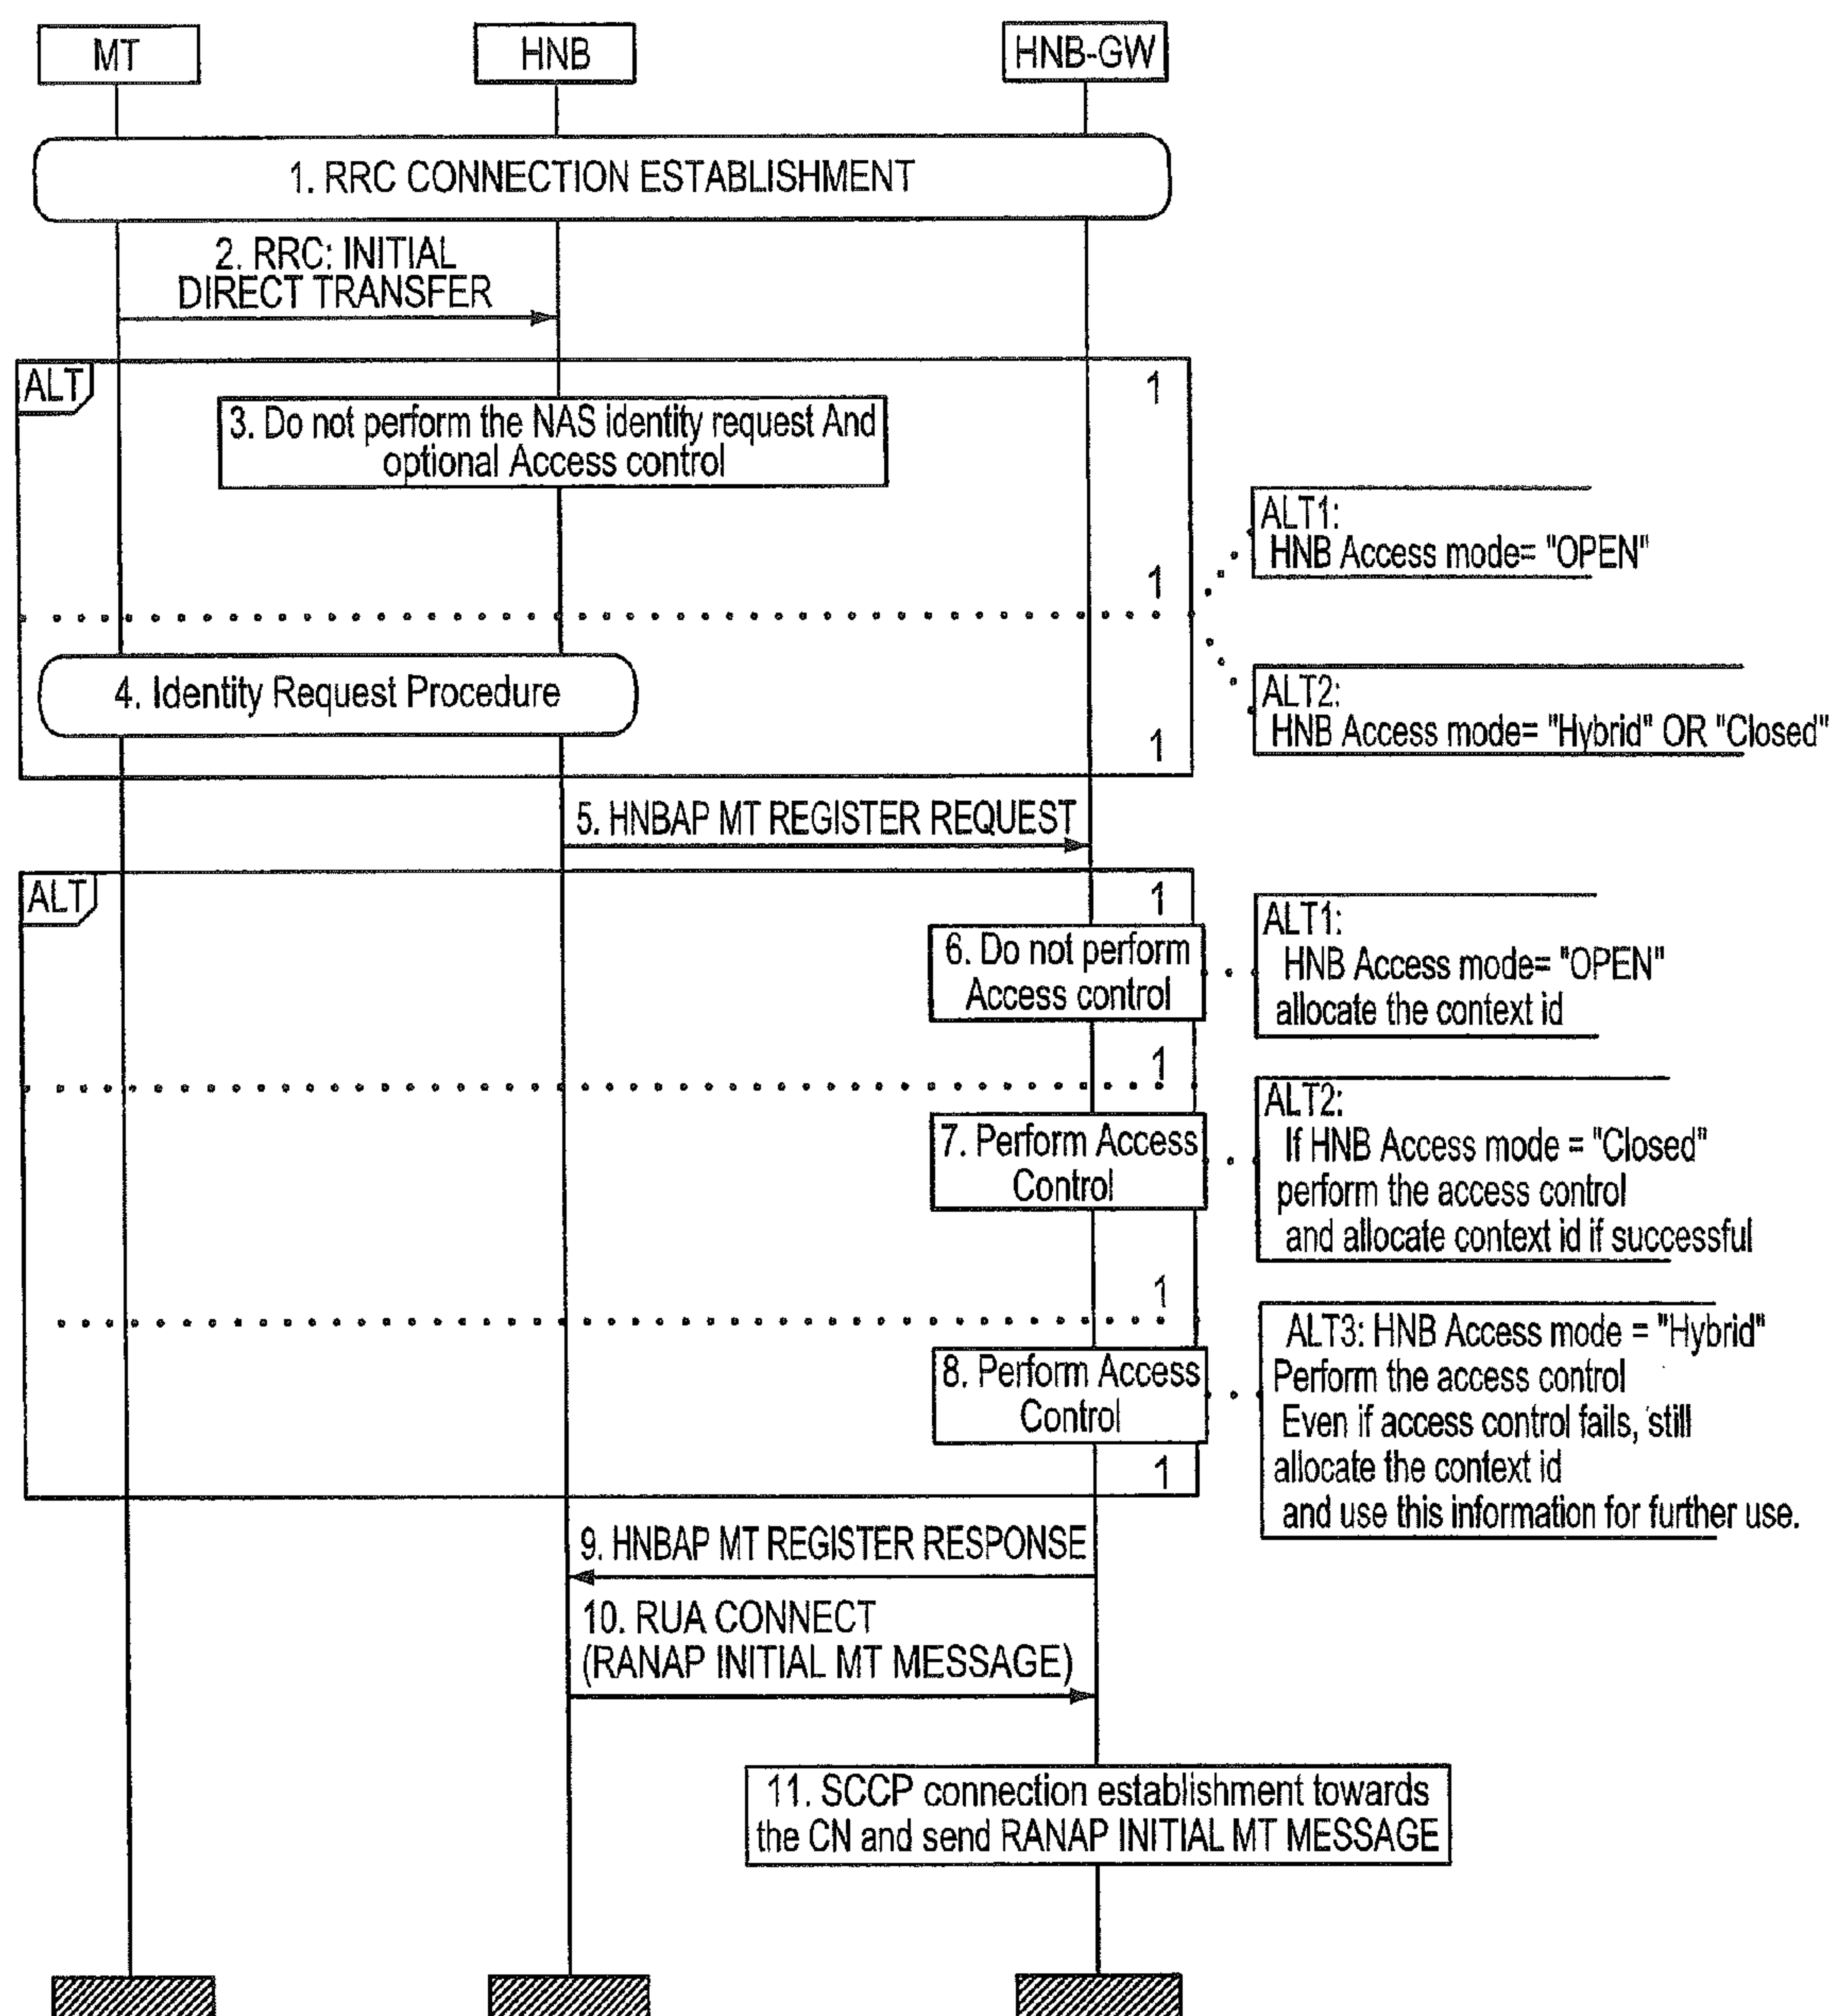 MT
HNB
HNB-GW
1. RRC CONNECTION ESTABLISHMENT
2. RRC: INITIAL
DIRECT TRANSFER
ALT
1
3. Do not perform the NAS identity request And
optional Access control
ALT1:
HNB Access mode= "OPEN"
1
4. Identity Request Procedure
ALT2:
HNB Access mode= "Hybrid" OR "Closed"
1
5. HNBAP MT REGISTER REQUEST
ALT
1
6. Do not perform
Access control
ALT1:
HNB Access mode= "OPEN"
allocate the context id
1
7. Perform Access
Control
ALT2:
If HNB Access mode = "Closed"
perform the access control
and allocate context id if successful
1
8. Perform Access
Control
ALT3: HNB Access mode = "Hybrid"
Perform the access control
Even if access control fails, still
allocate the context id
and use this information for further use.
1
9. HNBAP MT REGISTER RESPONSE
10. RUA CONNECT
(RANAP INITIAL MT MESSAGE)
11. SCCP connection establishment towards
the CN and send RANAP INITIAL MT MESSAGE